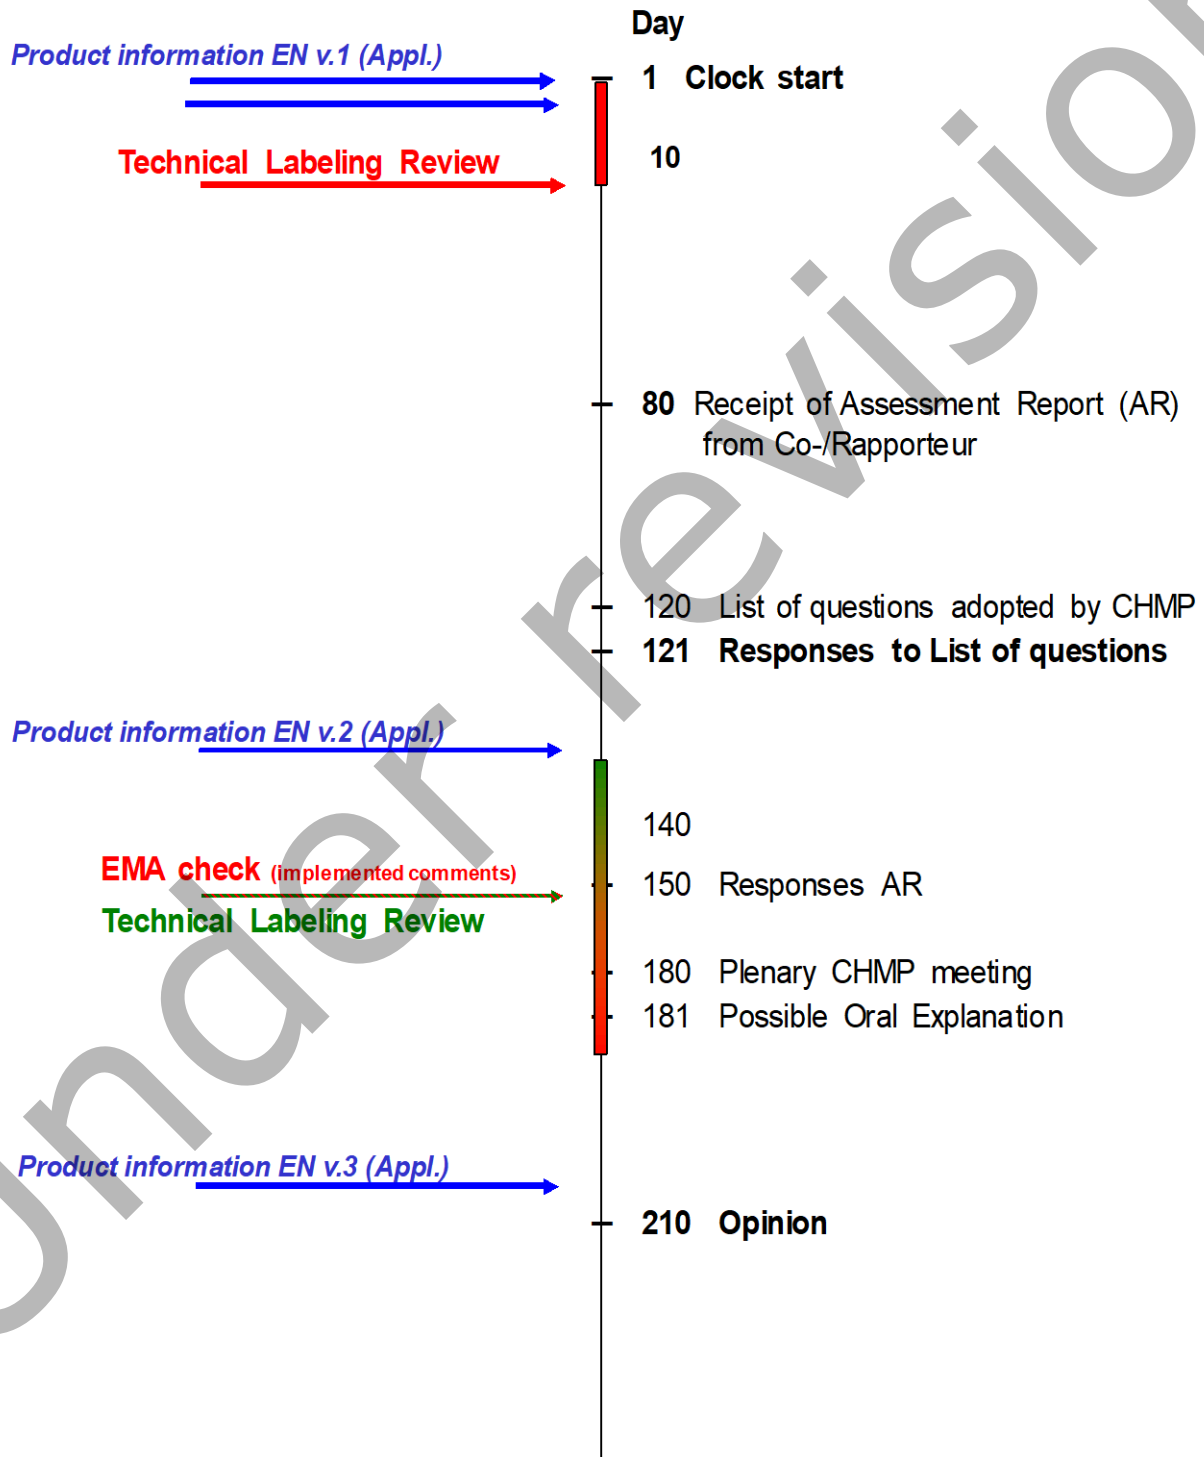 Day
Product information EN v.1 (Appl.)
1 Clock start
10
Technical Labeling Review
80 Receipt of Assessment Report (AR)
from Co-/Rapporteur
120 List of questions adopted by CHMP
121 Responses to List of questions
Product information EN v.2 (Appl.)
140
EMA check (implemented comments)
150 Responses AR
Technical Labeling Review
180 Plenary CHMP meeting
181 Possible Oral Explanation
Product information EN v.3 (Appl.)
210 Opinion
Under revision